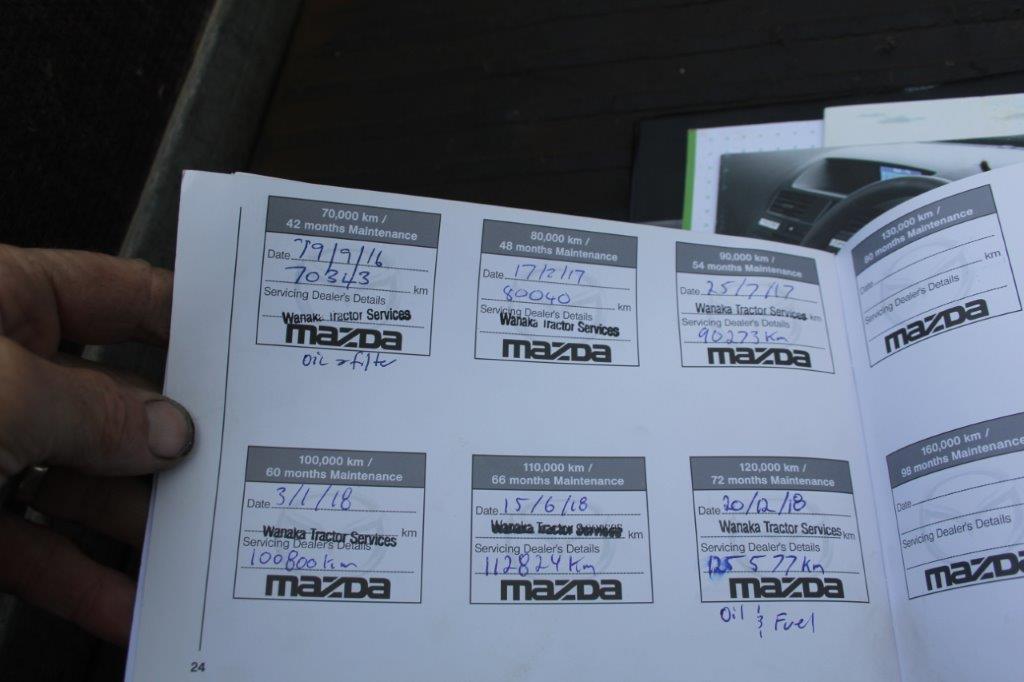 70,000 km /
42 months Maintenance
Date 19/9/16
70343 km
Servicing Dealer's Details
Wanaka Tractor Services
mazda
Oil & filter
80,000 km /
48 months Maintenance
Date 17/2/17
80040 km
Servicing Dealer's Details
Wanaka Tractor Services
mazda
90,000 km /
54 months Maintenance
Date 25/7/17
Wanaka Tractor Services km
Servicing Dealer's Details
90273 km
mazda
130,000 km /
Maintenance
Date
km
Servicing Dealer's Details
mazda
100,000 km /
60 months Maintenance
Date 3/1/18
km
Wanaka Tractor Services
Servicing Dealer's Details
100800 km
mazda
110,000 km /
66 months Maintenance
Date 15/6/18
Wanaka Tractor Services km
Servicing Dealer's Details
112824 km
mazda
120,000 km /
72 months Maintenance
Date 20/12/18
Wanaka Tractor Services km
Servicing Dealer's Details
125577 km
mazda
Oil & Fuel
160,000 km /
98 months Maintenance
Date
Servicing Dealer's Details
mazda
24